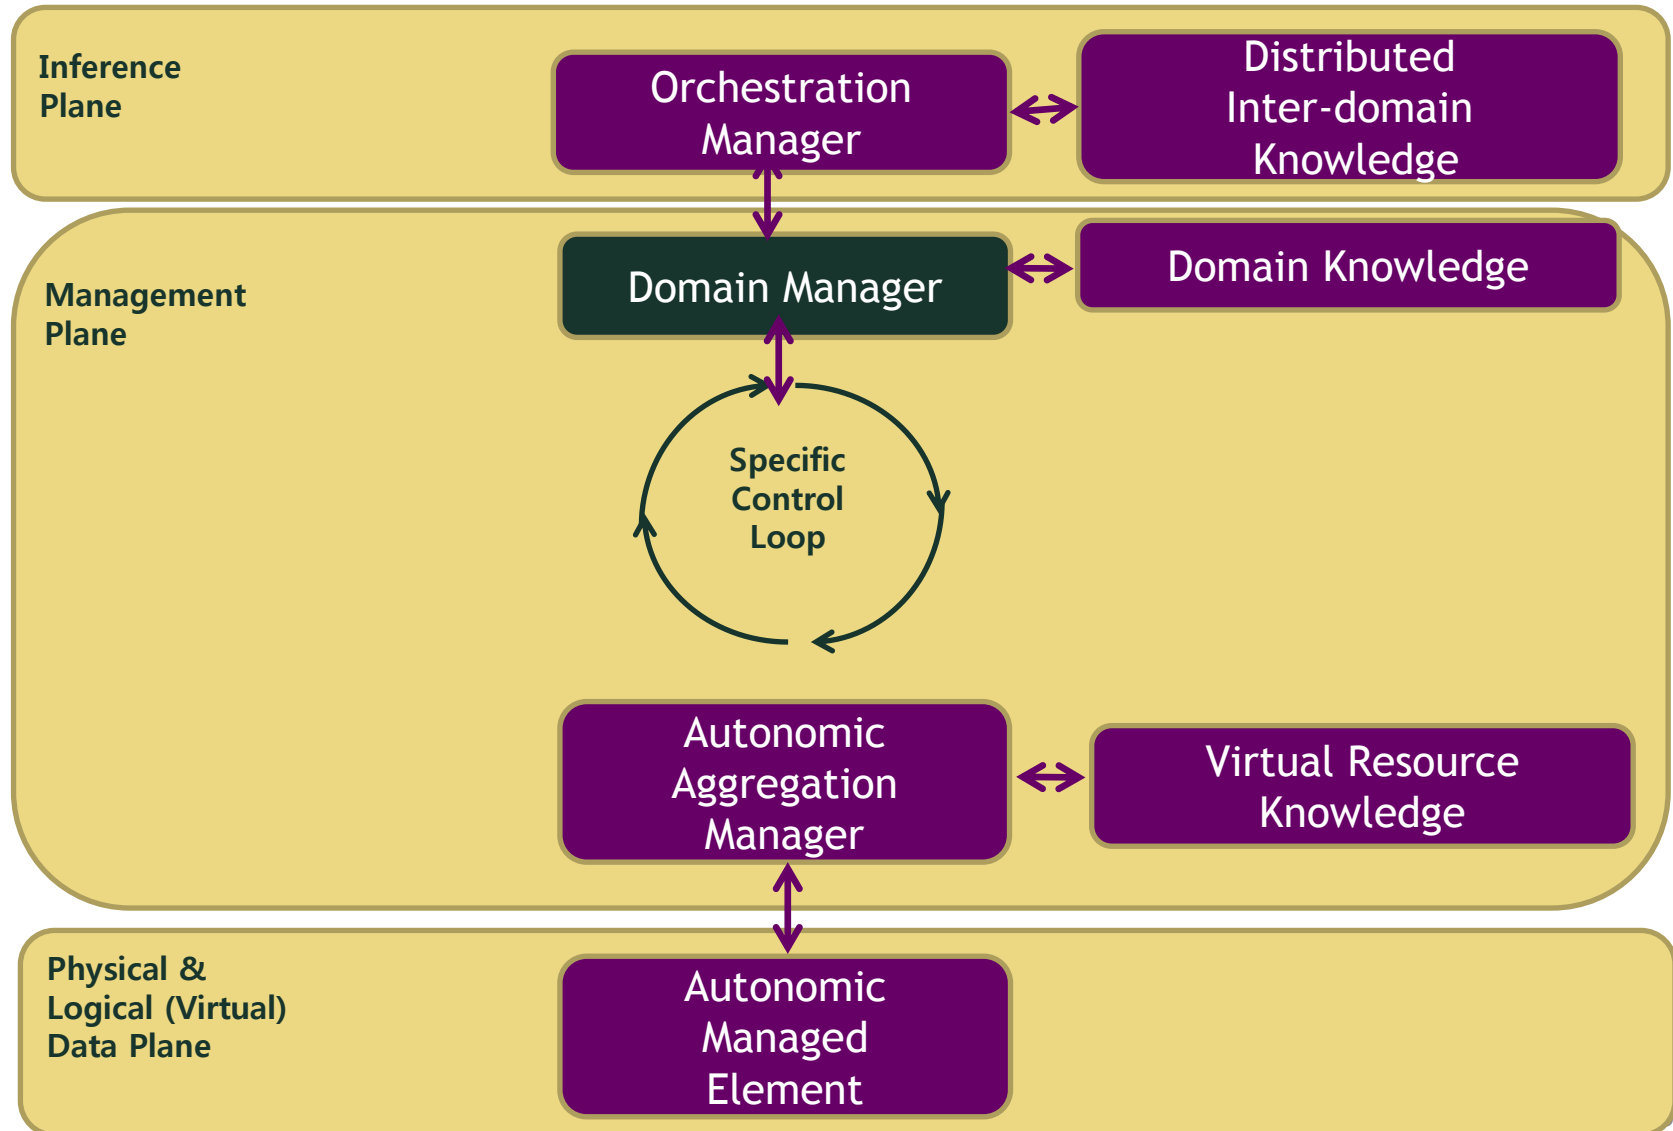 Inference
Plane
Orchestration
Manager
Distributed
Inter-domain
Knowledge
Management
Plane
Domain Manager
Domain Knowledge
Specific
Control
Loop
Autonomic
Aggregation
Manager
Virtual Resource
Knowledge
Physical &
Logical (Virtual)
Data Plane
Autonomic
Managed
Element